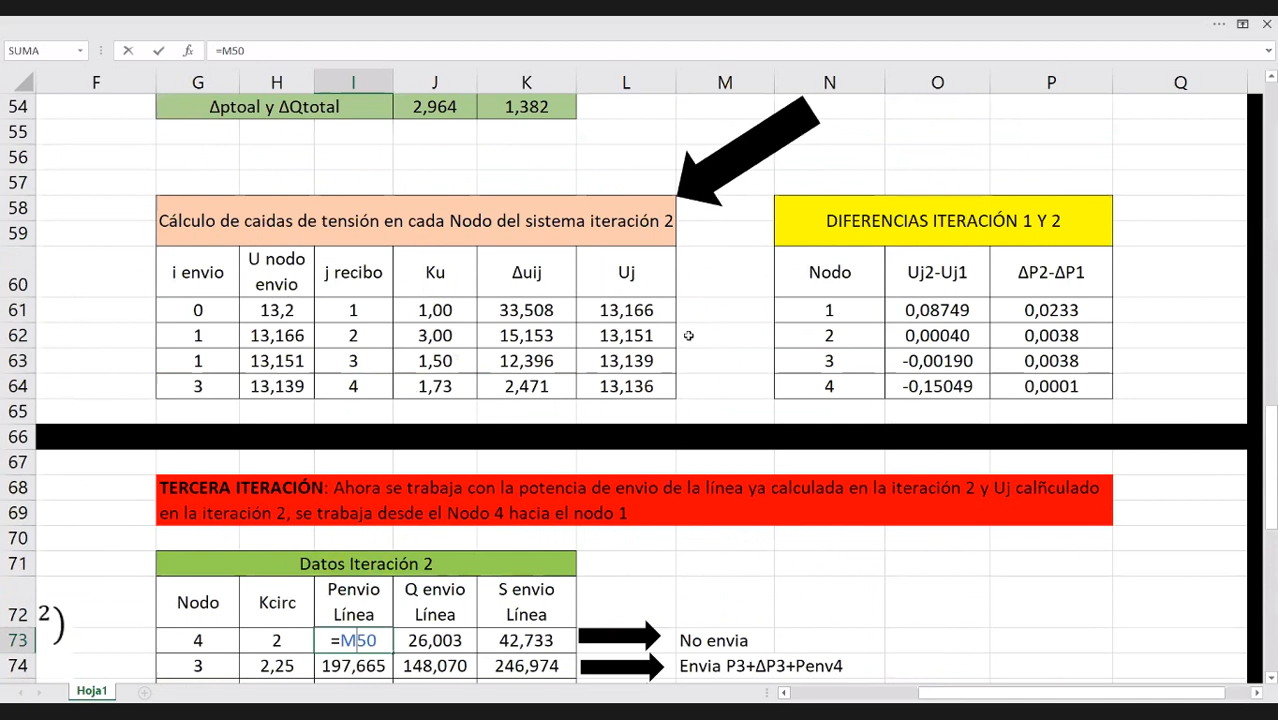 SUMA =M50
F G H I J K L M N O P Q
54 Δptoal y ΔQtotal 2,964 1,382
55
56
57
58 Cálculo de caidas de tensión en cada Nodo del sistema iteración 2 DIFERENCIAS ITERACIÓN 1 Y 2
59
60 i envio U nodo envio j recibo Ku Δuij Uj Nodo Uj2-Uj1 ΔP2-ΔP1
61 0 13,2 1 1,00 33,508 13,166 1 0,08749 0,0233
62 1 13,166 2 3,00 15,153 13,151 2 0,00040 0,0038
63 1 13,151 3 1,50 12,396 13,139 3 -0,00190 0,0038
64 3 13,139 4 1,73 2,471 13,136 4 -0,15049 0,0001
65
66
67
68 TERCERA ITERACIÓN: Ahora se trabaja con la potencia de envio de la línea ya calculada en la iteración 2 y Uj calñculado
69 en la iteración 2, se trabaja desde el Nodo 4 hacia el nodo 1
70
71 Datos Iteración 2
72 Nodo Kcirc Penvio Línea Q envio Línea S envio Línea
2)
73 4 2 =M50 26,003 42,733 No envia
74 3 2,25 197,665 148,070 246,974 Envia P3+ΔP3+Penv4
Hoja1